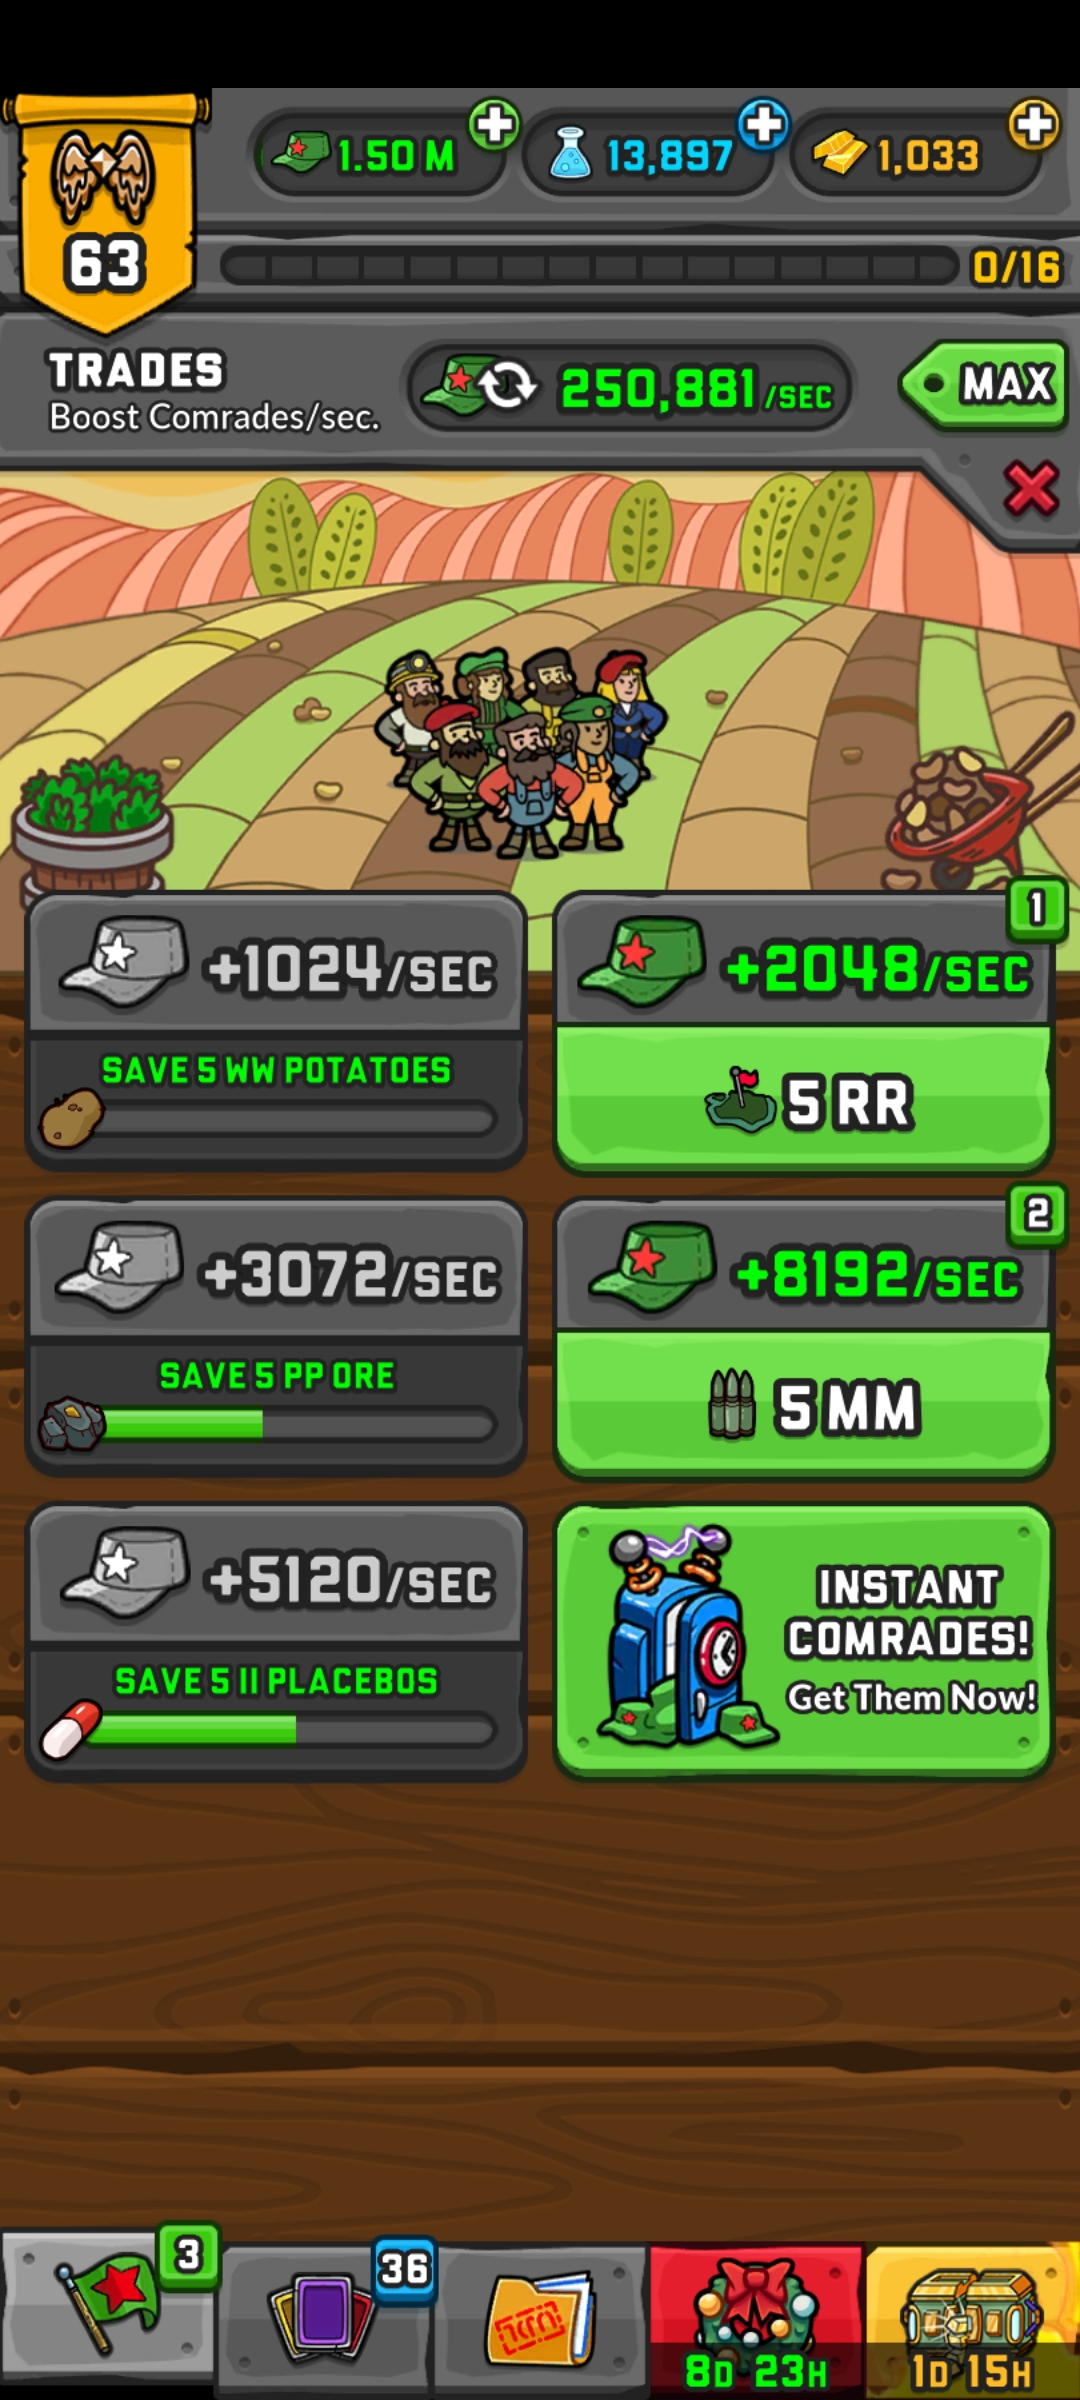 63
1.50 M
13,897
1,033
0/16
TRADES
Boost Comrades/sec.
250,881/SEC
MAX
+1024/SEC
SAVE 5 WW POTATOES
1
+2048/SEC
5 RR
+3072/SEC
SAVE 5 PP ORE
2
+8192/SEC
5 MM
+5120/SEC
SAVE 5 II PLACEBOS
INSTANT
COMRADES!
Get Them Now!
3
36
8D 23H
1D 15H